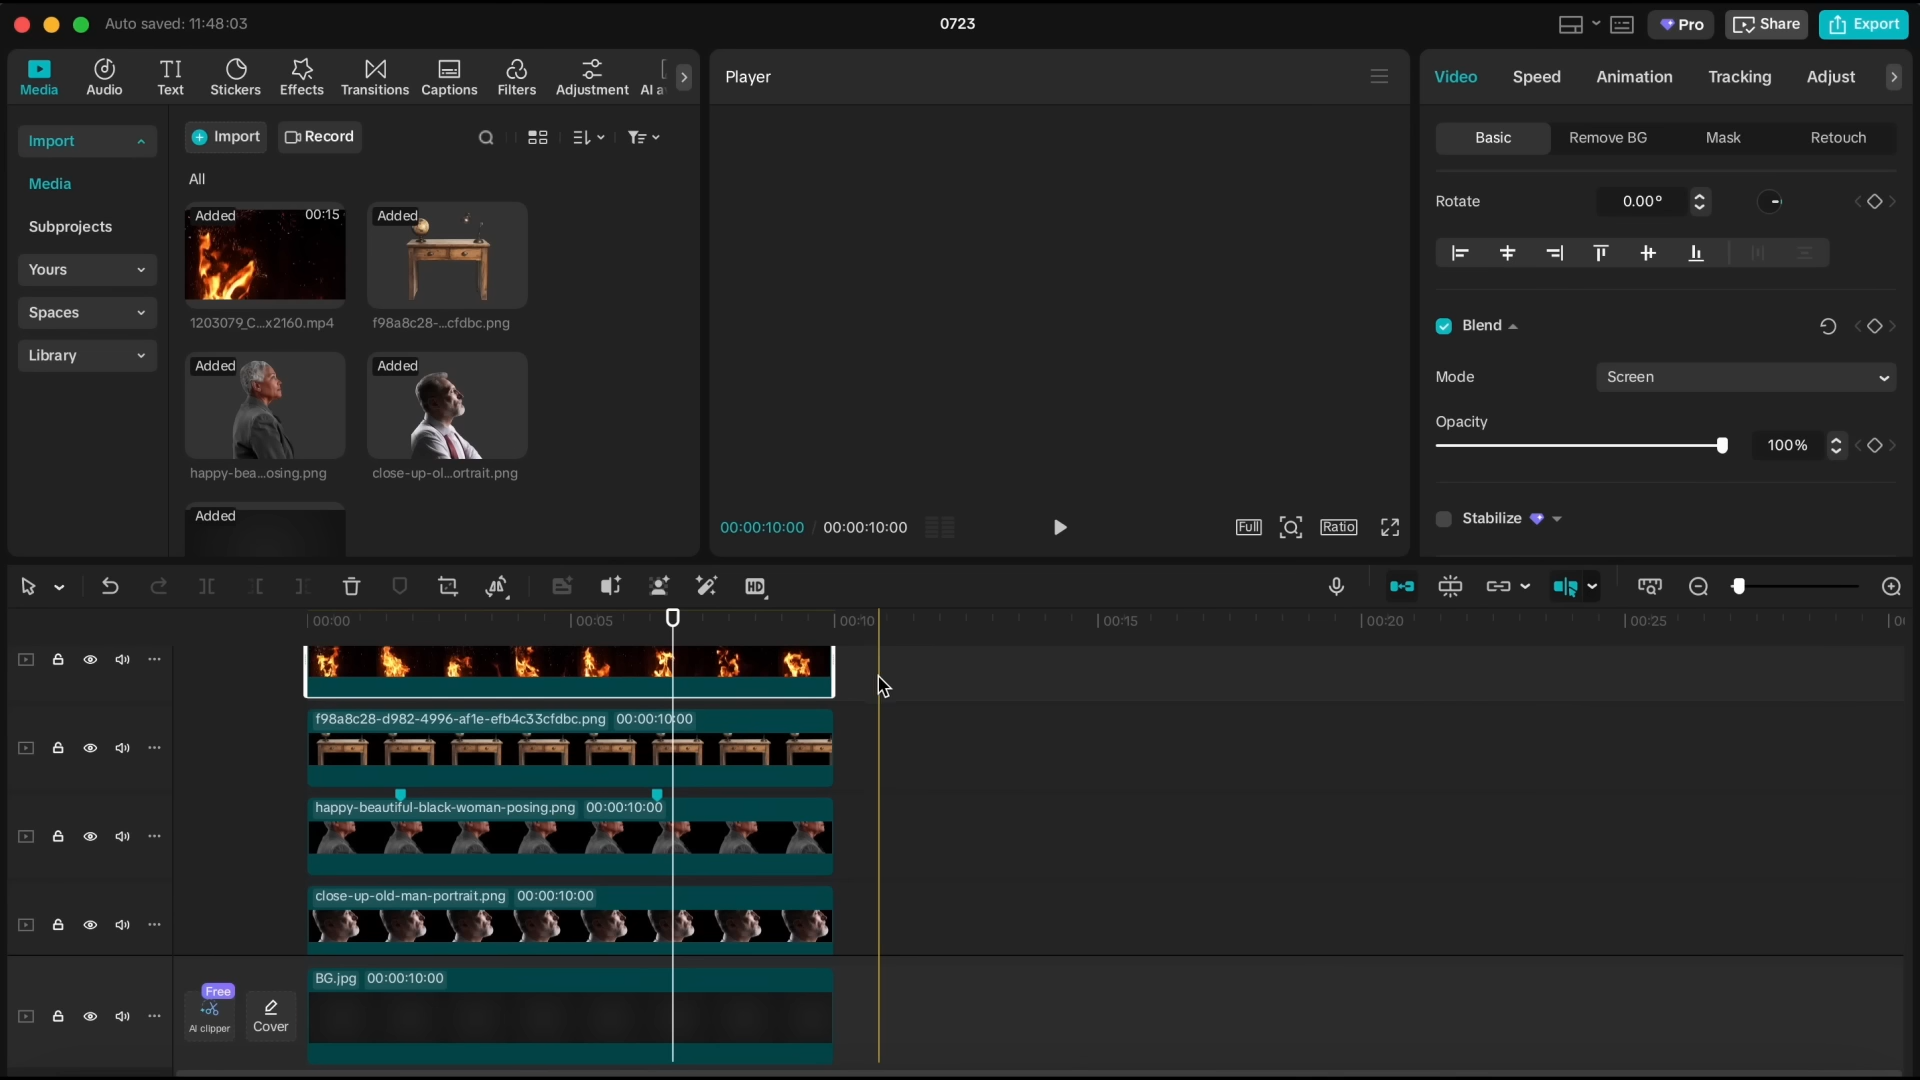 Auto saved: 11:48:03
0723
Pro
Share
Export
Media
Audio
TI
Text
Stickers
Effects
Transitions
Captions
Filters
Adjustment
AI a
Player
Video
Speed
Animation
Tracking
Adjust
Import
Media
Subprojects
Yours
Spaces
Library
Import
Record
All
Added
00:15
1203079_C...x2160.mp4
Added
f98a8c28-...cfdbc.png
Added
happy-bea...osing.png
Added
close-up-ol...ortrait.png
Added
00:00:10:00 / 00:00:10:00
Full
Ratio
Basic
Remove BG
Mask
Retouch
Rotate
0.00°
Blend
Mode
Screen
Opacity
100%
Stabilize
HD
00:00
00:05
00:10
00:15
00:20
00:25
f98a8c28-d982-4996-af1e-efb4c33cfdbc.png 00:00:10:00
happy-beautiful-black-woman-posing.png 00:00:10:00
close-up-old-man-portrait.png 00:00:10:00
Free
AI clipper
Cover
BG.jpg 00:00:10:00